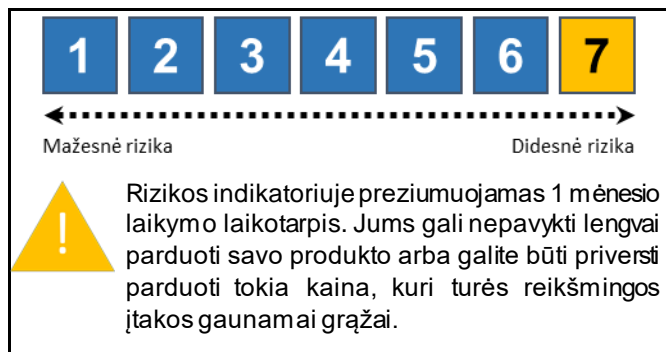 1 2 3 4 5 6 7
Mažesnė rizika Didesnė rizika
Rizikos indikatoriuje preziumuojamas 1 mėnesio
laikymo laikotarpis. Jums gali nepavykti lengvai
parduoti savo produkto arba galite būti priversti
parduoti tokia kaina, kuri turės reikšmingos
įtakos gaunamai grąžai.